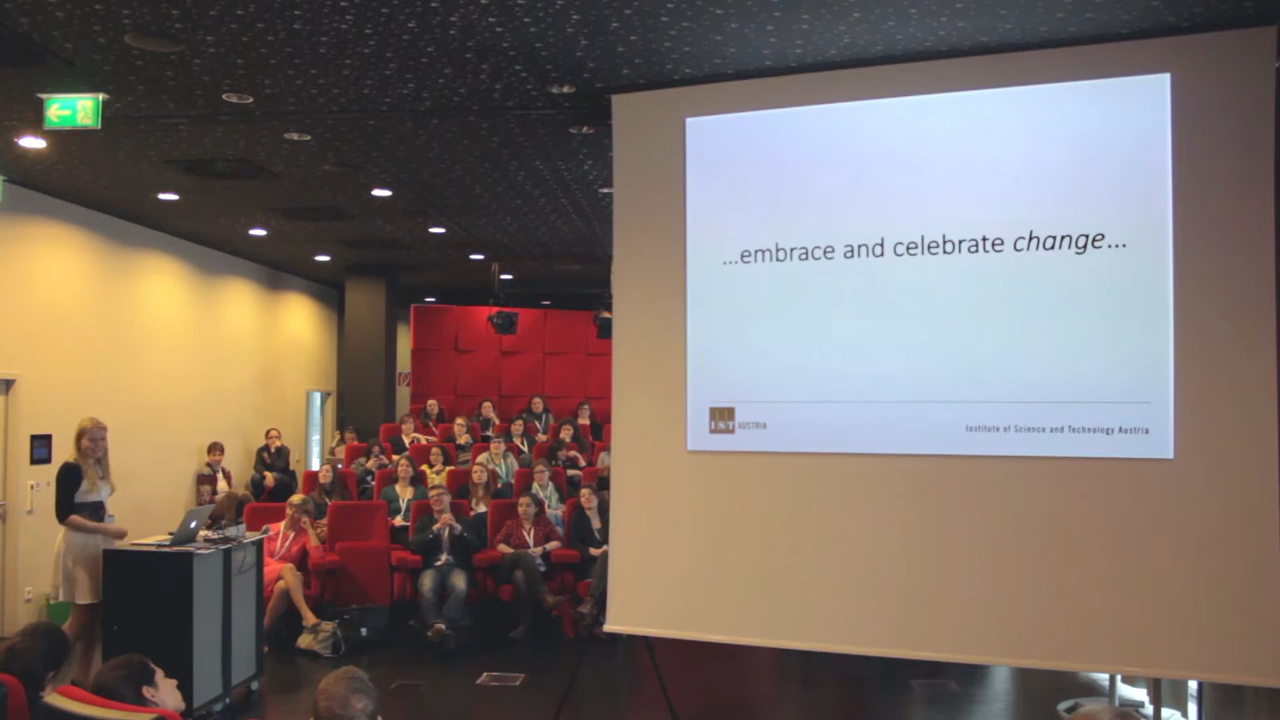 ...embrace and celebrate change...
IST AUSTRIA
Institute of Science and Technology Austria